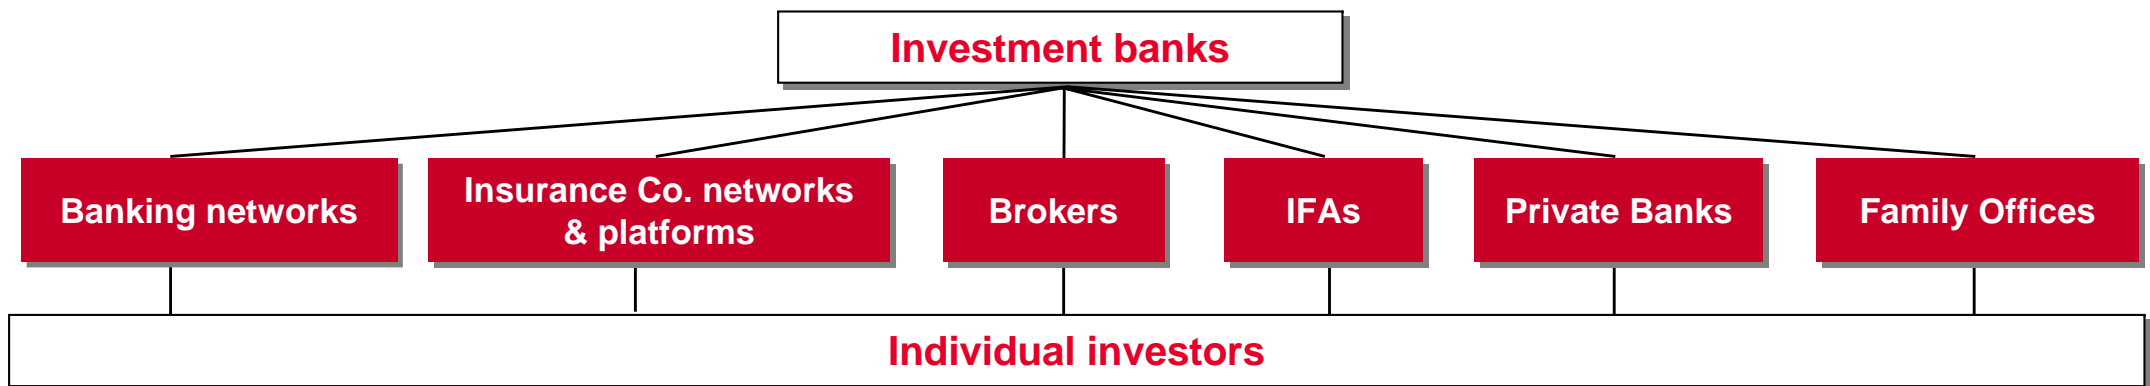 Investment banks
Banking networks
Insurance Co. networks
& platforms
Brokers
IFAs
Private Banks
Family Offices
Individual investors